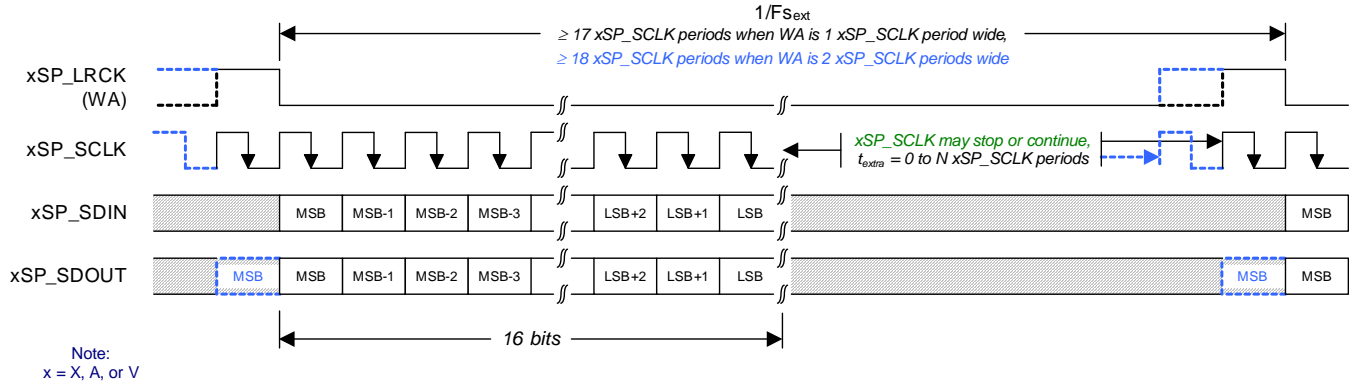 1/Fsext
≥ 17 xSP_SCLK periods when WA is 1 xSP_SCLK period wide,
≥ 18 xSP_SCLK periods when WA is 2 xSP_SCLK periods wide
xSP_LRCK
(WA)
xSP_SCLK
xSP_SCLK may stop or continue,
textra = 0 to N xSP_SCLK periods
xSP_SDIN
MSB MSB-1 MSB-2 MSB-3 LSB+2 LSB+1 LSB MSB
xSP_SDOUT
MSB MSB MSB-1 MSB-2 MSB-3 LSB+2 LSB+1 LSB MSB MSB
16 bits
Note:
x = X, A, or V